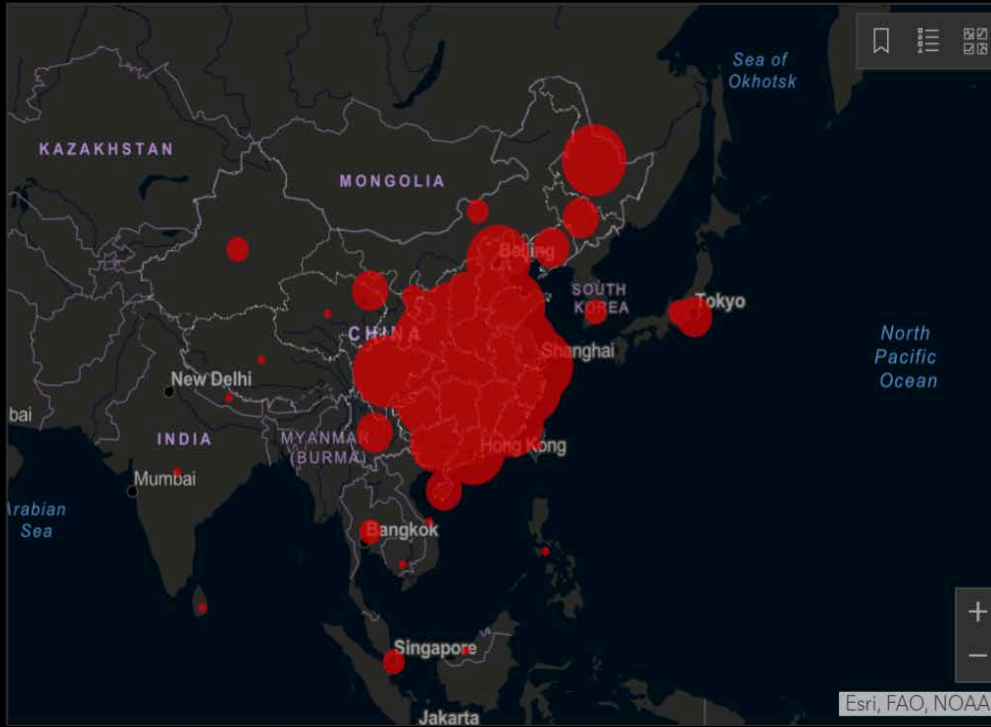 Sea of
Okhotsk
KAZAKHSTAN
MONGOLIA
Beijing
SOUTH
KOREA
Tokyo
CHINA
Shanghai
North
Pacific
Ocean
New Delhi
bai
INDIA
MYANMAR
(BURMA)
Hong Kong
Mumbai
Arabian
Sea
Bangkok
Singapore
Jakarta
Esri, FAO, NOAA